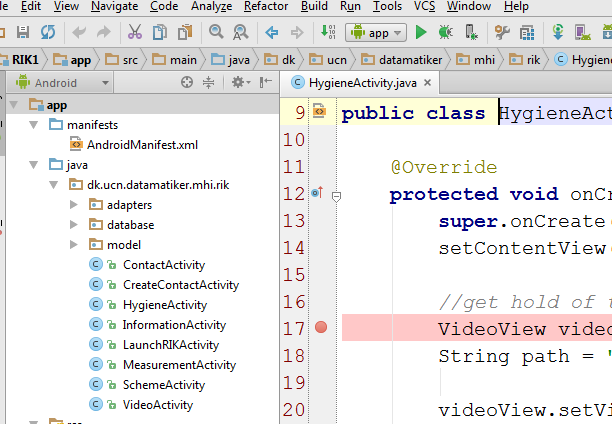 Edit View Navigate Code Analyze Refactor Build Run Tools VCS Window
app
RIK1 app src main java dk ucn datamatiker mhi rik Hygiene
Android HygieneActivity.java
app
manifests
AndroidManifest.xml
java
dk.ucn.datamatiker.mhi.rik
adapters
database
model
ContactActivity
CreateContactActivity
HygieneActivity
InformationActivity
LaunchRIKActivity
MeasurementActivity
SchemeActivity
VideoActivity
9 public class HygieneAct
10
11 @Override
12 protected void onCr
13 super.onCreate(
14 setContentView(
15
16 //get hold of t
17 VideoView video
18 String path = "
19
20 videoView.setVi